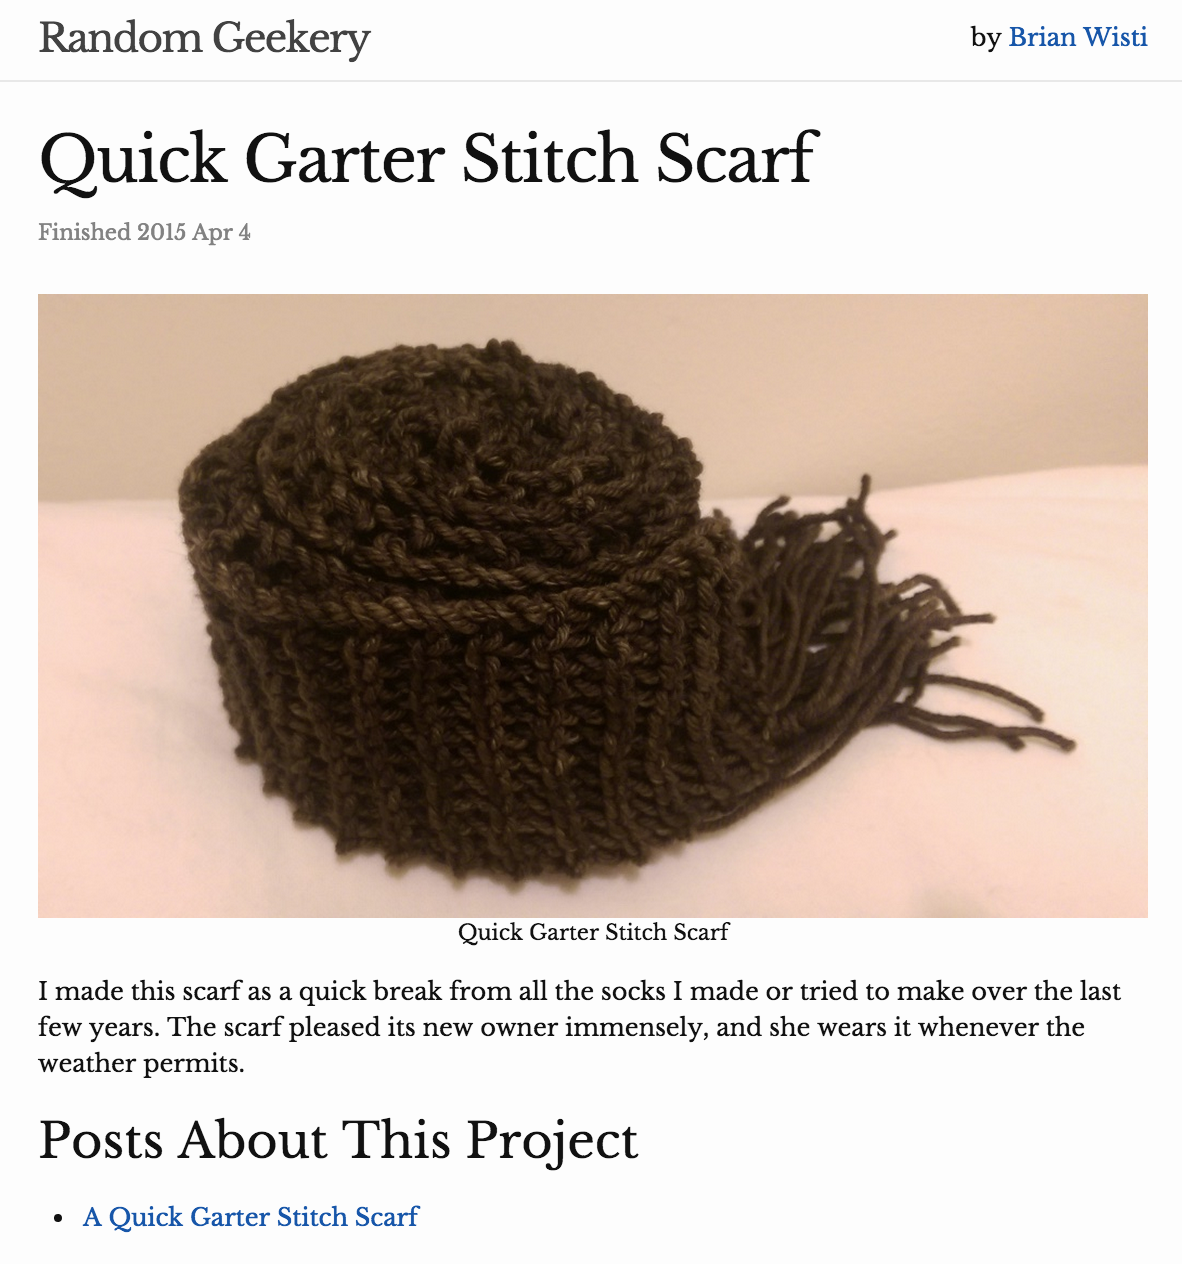 Random Geekery
by Brian Wisti
Quick Garter Stitch Scarf
Finished 2015 Apr 4
Quick Garter Stitch Scarf
I made this scarf as a quick break from all the socks I made or tried to make over the last
few years. The scarf pleased its new owner immensely, and she wears it whenever the
weather permits.
Posts About This Project
• A Quick Garter Stitch Scarf